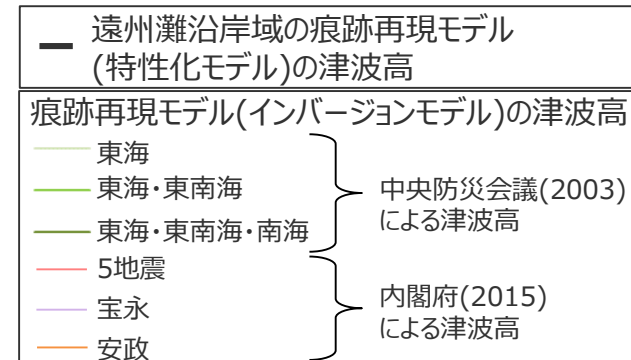 遠州灘沿岸域の痕跡再現モデル
(特性化モデル)の津波高
痕跡再現モデル(インバージョンモデル)の津波高
東海
東海・東南海
東海・東南海・南海
中央防災会議(2003)
による津波高
5地震
宝永
安政
内閣府(2015)
による津波高